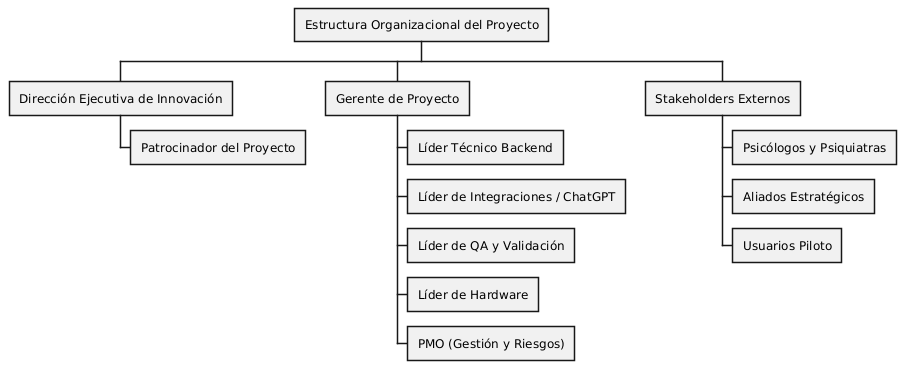 Estructura Organizacional del Proyecto
Dirección Ejecutiva de Innovación
Patrocinador del Proyecto
Gerente de Proyecto
Líder Técnico Backend
Líder de Integraciones / ChatGPT
Líder de QA y Validación
Líder de Hardware
PMO (Gestión y Riesgos)
Stakeholders Externos
Psicólogos y Psiquiatras
Aliados Estratégicos
Usuarios Piloto